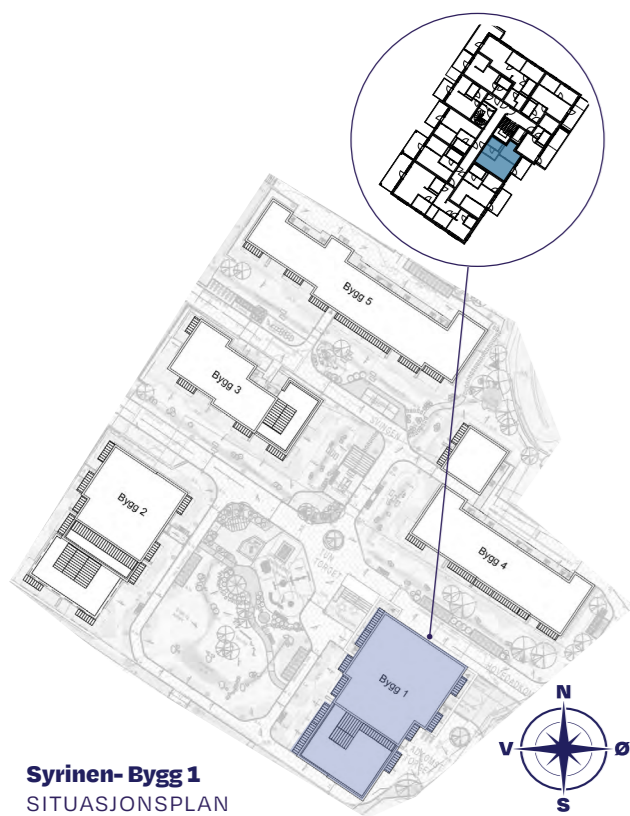 Bygg 5
Bygg 3
Bygg 2
Bygg 4
Bygg 1
N
V
Ø
S
Syrinen- Bygg 1
SITUASJONSPLAN